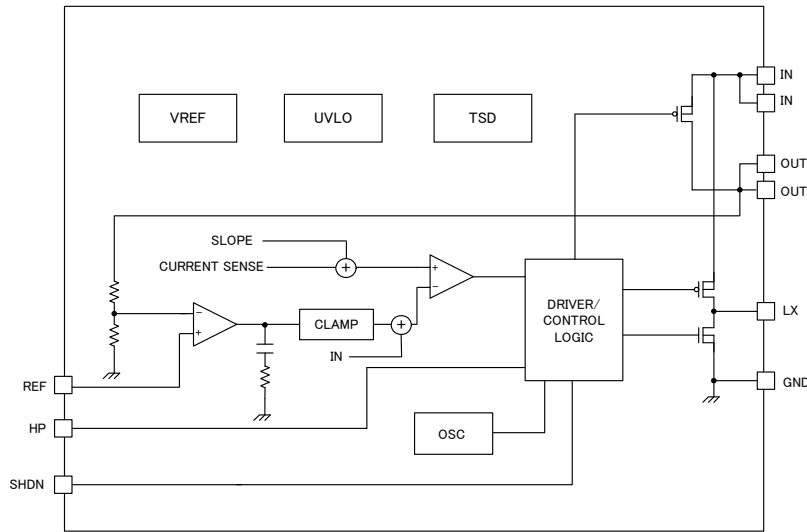 IN
IN
VREF
UVLO
TSD
OUT
OUT
SLOPE
CURRENT SENSE
+
+
−
DRIVER/
CONTROL
LOGIC
LX
−
+
CLAMP
+
IN
REF
GND
HP
OSC
SHDN